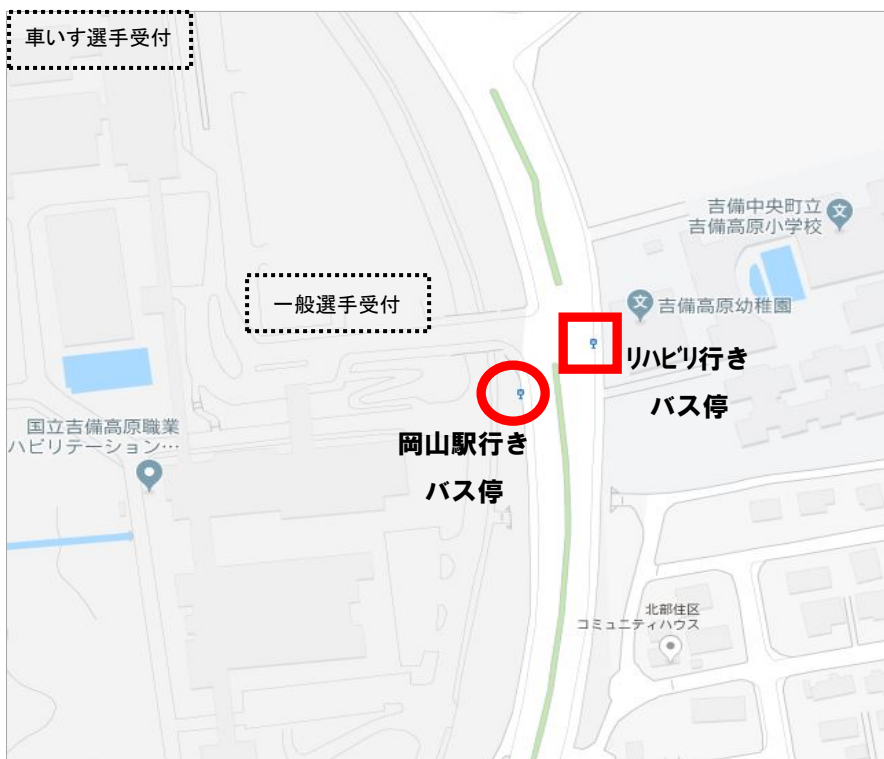 車いす選手受付
吉備中央町立
吉備高原小学校
一般選手受付
吉備高原幼稚園
リハビリ行き
バス停
岡山駅行き
バス停
国立吉備高原職業
ハビリテーション…
北部住区
コミュニティハウス